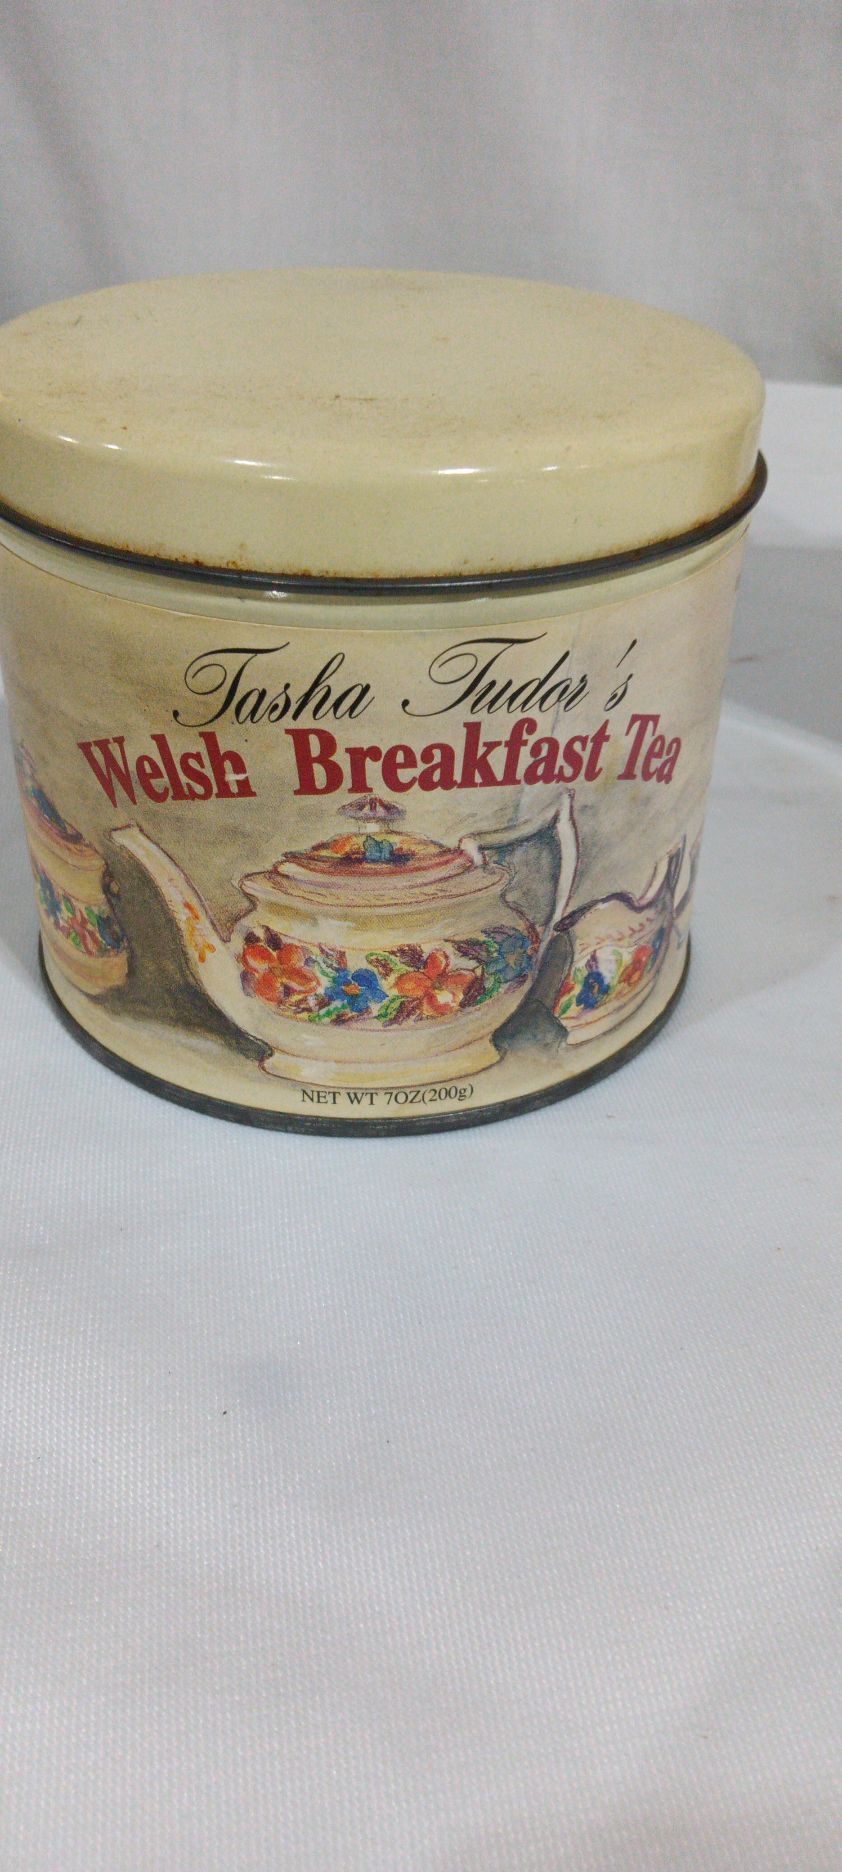 Tasha Tudor's
Welsh Breakfast Tea
NET WT 7OZ(200g)